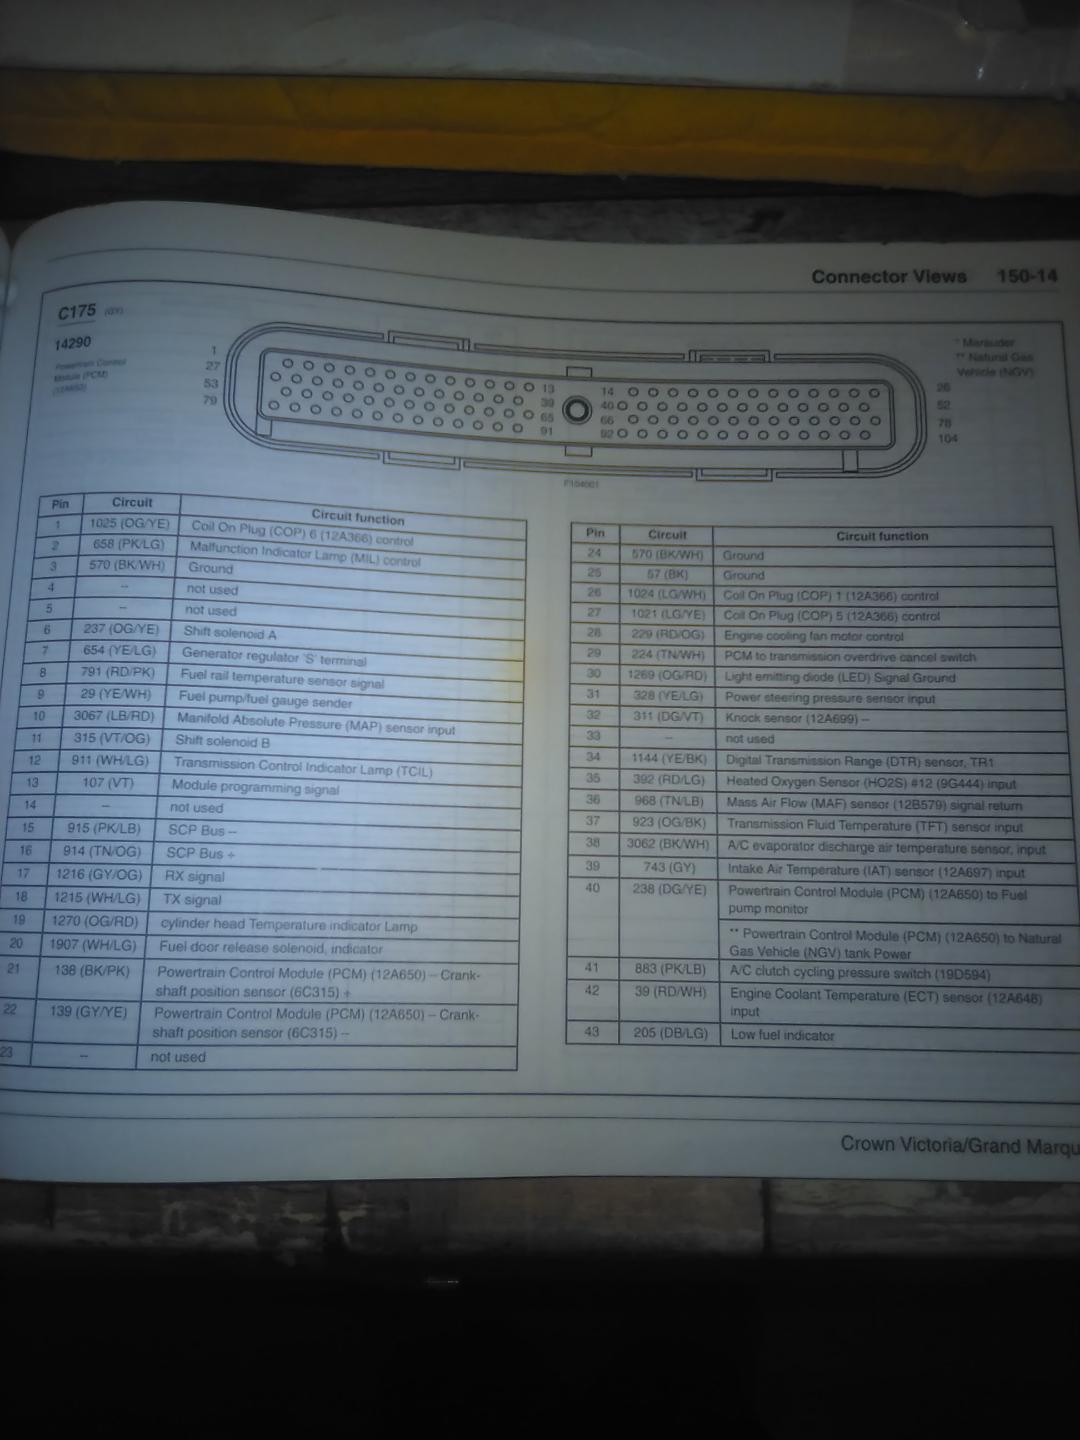 Connector Views 150-14
C175 (GY)
14290
Powertrain Control
Module (PCM)
(12A650)
* Marauder
** Natural Gas
Vehicle (NGV)
1
27
53
79
13
39
65
91
14
40
66
92
26
52
78
104
Pin Circuit Circuit function
1 1025 (OG/YE) Coil On Plug (COP) 6 (12A366) control
2 658 (PK/LG) Malfunction Indicator Lamp (MIL) control
3 570 (BK/WH) Ground
4 – not used
5 – not used
6 237 (OG/YE) Shift solenoid A
7 654 (YE/LG) Generator regulator 'S' terminal
8 791 (RD/PK) Fuel rail temperature sensor signal
9 29 (YE/WH) Fuel pump/fuel gauge sender
10 3067 (LB/RD) Manifold Absolute Pressure (MAP) sensor input
11 315 (VT/OG) Shift solenoid B
12 911 (WH/LG) Transmission Control Indicator Lamp (TCIL)
13 107 (VT) Module programming signal
14 – not used
15 915 (PK/LB) SCP Bus –
16 914 (TN/OG) SCP Bus +
17 1216 (GY/OG) RX signal
18 1215 (WH/LG) TX signal
19 1270 (OG/RD) cylinder head Temperature indicator Lamp
20 1907 (WH/LG) Fuel door release solenoid, indicator
21 138 (BK/PK) Powertrain Control Module (PCM) (12A650) – Crank-
shaft position sensor (6C315) +
22 139 (GY/YE) Powertrain Control Module (PCM) (12A650) – Crank-
shaft position sensor (6C315) –
23 – not used
Pin Circuit Circuit function
24 570 (BK/WH) Ground
25 57 (BK) Ground
26 1024 (LG/WH) Coil On Plug (COP) 1 (12A366) control
27 1021 (LG/YE) Coil On Plug (COP) 5 (12A366) control
28 229 (RD/OG) Engine cooling fan motor control
29 224 (TN/WH) PCM to transmission overdrive cancel switch
30 1269 (OG/RD) Light emitting diode (LED) Signal Ground
31 328 (YE/LG) Power steering pressure sensor input
32 311 (DG/VT) Knock sensor (12A699) –
33 – not used
34 1144 (YE/BK) Digital Transmission Range (DTR) sensor, TR1
35 392 (RD/LG) Heated Oxygen Sensor (HO2S) #12 (9G444) input
36 968 (TN/LB) Mass Air Flow (MAF) sensor (12B579) signal return
37 923 (OG/BK) Transmission Fluid Temperature (TFT) sensor input
38 3062 (BK/WH) A/C evaporator discharge air temperature sensor, input
39 743 (GY) Intake Air Temperature (IAT) sensor (12A697) input
40 238 (DG/YE) Powertrain Control Module (PCM) (12A650) to Fuel
pump monitor
** Powertrain Control Module (PCM) (12A650) to Natural
Gas Vehicle (NGV) tank Power
41 883 (PK/LB) A/C clutch cycling pressure switch (19D594)
42 39 (RD/WH) Engine Coolant Temperature (ECT) sensor (12A648)
input
43 205 (DB/LG) Low fuel indicator
Crown Victoria/Grand Marqu